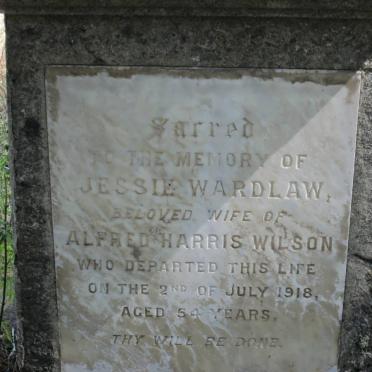 Sacred
TO THE MEMORY OF
JESSIE WARDLAW,
BELOVED WIFE OF
ALFRED HARRIS WILSON
WHO DEPARTED THIS LIFE
ON THE 2ND OF JULY 1918,
AGED 54 YEARS.
THY WILL BE DONE.